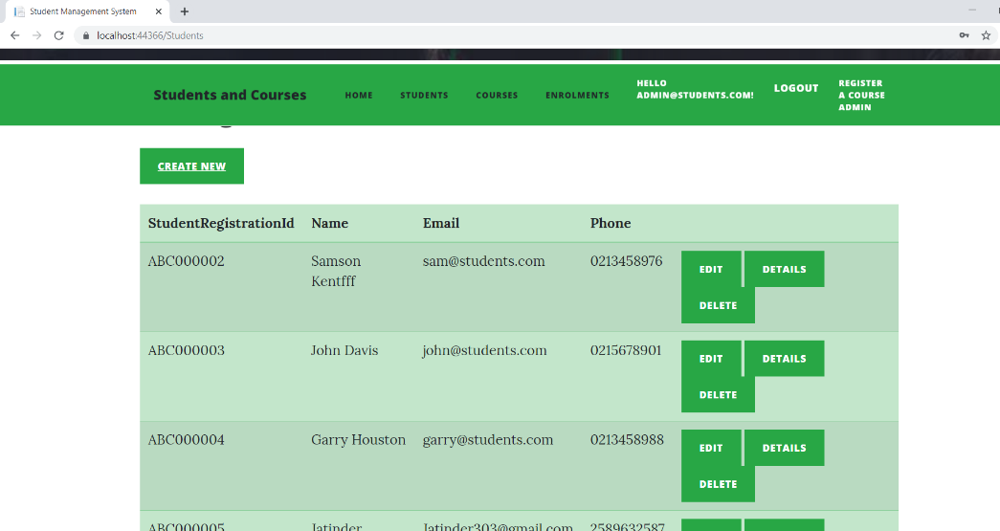 Student Management System
localhost:44366/Students
Students and Courses HOME STUDENTS COURSES ENROLMENTS HELLO ADMIN@STUDENTS.COM! LOGOUT REGISTER A COURSE ADMIN
CREATE NEW
StudentRegistrationId Name Email Phone
ABC000002 Samson Kentfff sam@students.com 0213458976 EDIT DETAILS
DELETE
ABC000003 John Davis john@students.com 0215678901 EDIT DETAILS
DELETE
ABC000004 Garry Houston garry@students.com 0213458988 EDIT DETAILS
DELETE
ABC000005 Jatinder Jatinder303@gmail.com 2589632587